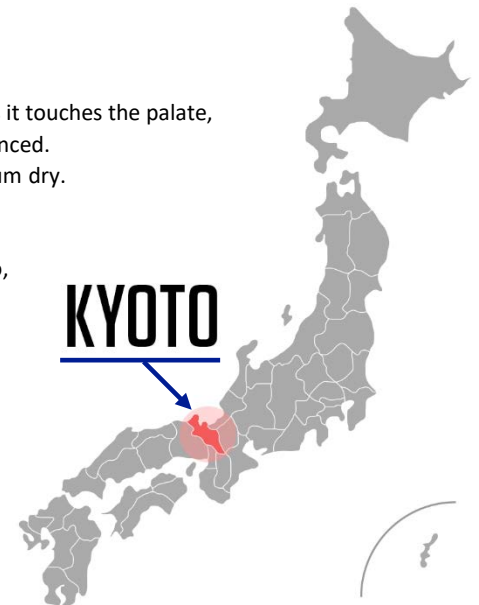 it touches the palate,
nced.
um dry.
,
KYOTO